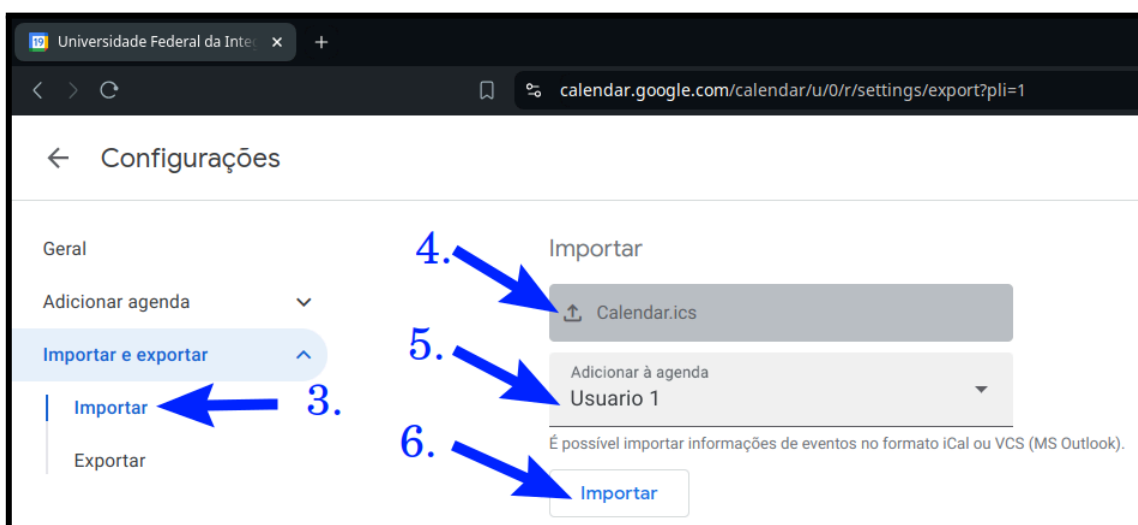 19 Universidade Federal da Integ
calendar.google.com/calendar/u/0/r/settings/export?pli=1
Configurações
Geral
Adicionar agenda
Importar e exportar
Importar
3.
Exportar
4.
Importar
Calendar.ics
5.
Adicionar à agenda
Usuario 1
É possível importar informações de eventos no formato iCal ou VCS (MS Outlook).
6.
Importar